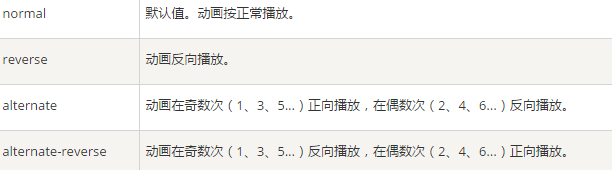 normal 默认值。动画按正常播放。
reverse 动画反向播放。
alternate 动画在奇数次（1、3、5...）正向播放，在偶数次（2、4、6...）反向播放。
alternate-reverse 动画在奇数次（1、3、5...）反向播放，在偶数次（2、4、6...）正向播放。